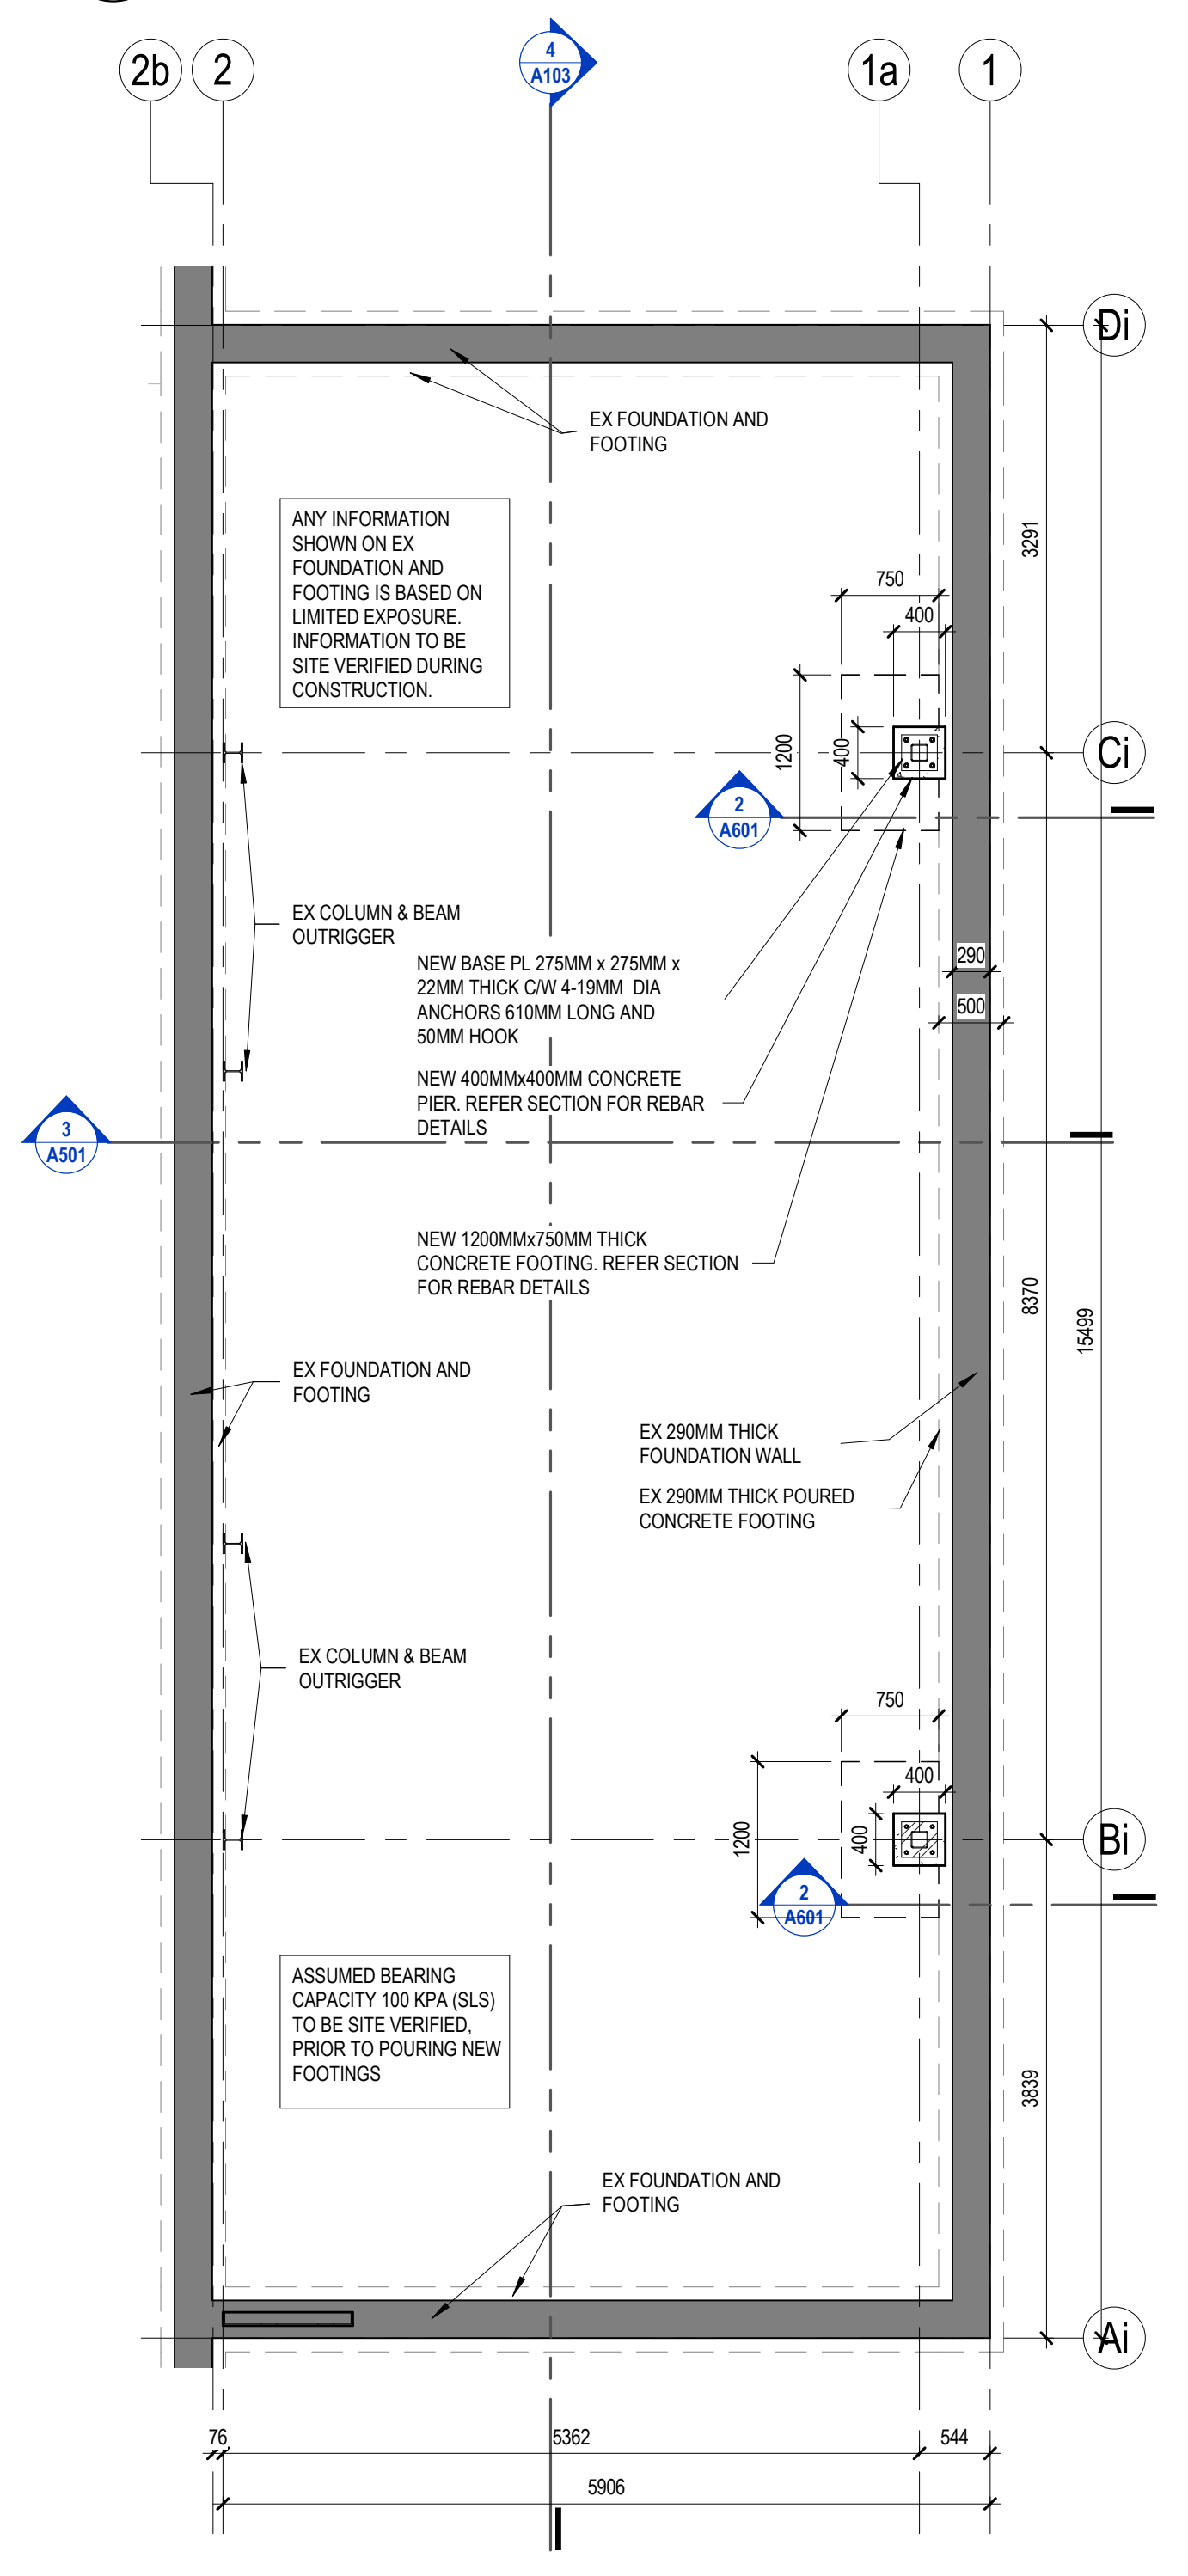 2b
2
4
A103
1a
1
Di
EX FOUNDATION AND
FOOTING
ANY INFORMATION
SHOWN ON EX
FOUNDATION AND
FOOTING IS BASED ON
LIMITED EXPOSURE.
INFORMATION TO BE
SITE VERIFIED DURING
CONSTRUCTION.
3291
750
400
1200
400
Ci
2
A601
EX COLUMN & BEAM
OUTRIGGER
NEW BASE PL 275MM x 275MM x
22MM THICK C/W 4-19MM DIA
ANCHORS 610MM LONG AND
50MM HOOK
290
500
NEW 400MMx400MM CONCRETE
PIER. REFER SECTION FOR REBAR
DETAILS
3
A501
NEW 1200MMx750MM THICK
CONCRETE FOOTING. REFER SECTION
FOR REBAR DETAILS
8370
15499
EX FOUNDATION AND
FOOTING
EX 290MM THICK
FOUNDATION WALL
EX 290MM THICK POURED
CONCRETE FOOTING
EX COLUMN & BEAM
OUTRIGGER
750
400
1200
400
Bi
2
A601
ASSUMED BEARING
CAPACITY 100 KPA (SLS)
TO BE SITE VERIFIED,
PRIOR TO POURING NEW
FOOTINGS
3839
EX FOUNDATION AND
FOOTING
Ai
76
5362
544
5906